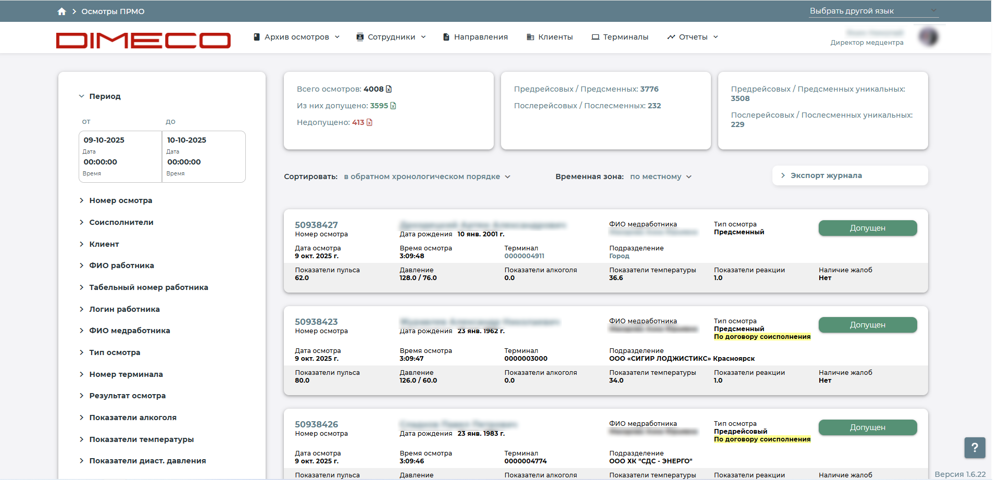 Осмотры ПРМО
Выбрать другой язык
DIMECO
Архив осмотров
Сотрудники
Направления
Клиенты
Терминалы
Отчеты
Директор медцентра
Период
от
до
09-10-2025
10-10-2025
Дата
Дата
00:00:00
00:00:00
Время
Время
Номер осмотра
Соисполнители
Клиент
ФИО работника
Табельный номер работника
Логин работника
ФИО медработника
Тип осмотра
Номер терминала
Результат осмотра
Показатели алкоголя
Показатели температуры
Показатели диаст. давления
Всего осмотров: 4008
Из них допущено: 3595
Недопущено: 413
Предрейсовых / Предсменных: 3776
Послерейсовых / Послесменных: 232
Предрейсовых / Предсменных уникальных:
3508
Послерейсовых / Послесменных уникальных:
229
Сортировать: в обратном хронологическом порядке
Временная зона: по местному
Экспорт журнала
50938427
Номер осмотра
Дата рождения 10 янв. 2001 г.
ФИО медработника
Тип осмотра
Предсменный
Допущен
Дата осмотра
9 окт. 2025 г.
Время осмотра
3:09:48
Терминал
0000004911
Подразделение
Город
Показатели пульса
62.0
Давление
128.0 / 76.0
Показатели алкоголя
0.0
Показатели температуры
36.6
Показатели реакции
1.0
Наличие жалоб
Нет
50938423
Номер осмотра
Дата рождения 23 янв. 1962 г.
ФИО медработника
Тип осмотра
Предсменный
По договору соисполнения
Допущен
Дата осмотра
9 окт. 2025 г.
Время осмотра
3:09:47
Терминал
0000003000
Подразделение
ООО «СИГИР ЛОДЖИСТИКС» Красноярск
Показатели пульса
80.0
Давление
126.0 / 60.0
Показатели алкоголя
0.0
Показатели температуры
34.0
Показатели реакции
1.0
Наличие жалоб
Нет
50938426
Номер осмотра
Дата рождения 23 янв. 1983 г.
ФИО медработника
Тип осмотра
Предрейсовый
По договору соисполнения
Допущен
Дата осмотра
9 окт. 2025 г.
Время осмотра
3:09:46
Терминал
0000004774
Подразделение
ООО ХК "СДС - ЭНЕРГО"
Показатели пульса
Давление
Показатели алкоголя
Показатели температуры
Показатели реакции
Наличие жалоб
?
Версия 1.6.22